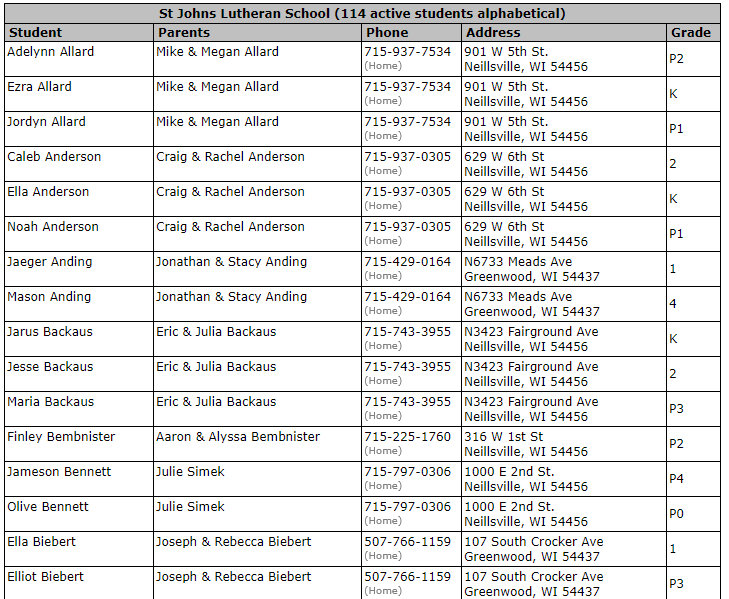 St Johns Lutheran School (114 active students alphabetical)
Student Parents Phone Address Grade
Adelynn Allard Mike & Megan Allard 715-937-7534 901 W 5th St. P2
(Home) Neillsville, WI 54456
Ezra Allard Mike & Megan Allard 715-937-7534 901 W 5th St. K
(Home) Neillsville, WI 54456
Jordyn Allard Mike & Megan Allard 715-937-7534 901 W 5th St. P1
(Home) Neillsville, WI 54456
Caleb Anderson Craig & Rachel Anderson 715-937-0305 629 W 6th St 2
(Home) Neillsville, WI 54456
Ella Anderson Craig & Rachel Anderson 715-937-0305 629 W 6th St K
(Home) Neillsville, WI 54456
Noah Anderson Craig & Rachel Anderson 715-937-0305 629 W 6th St P1
(Home) Neillsville, WI 54456
Jaeger Anding Jonathan & Stacy Anding 715-429-0164 N6733 Meads Ave 1
(Home) Greenwood, WI 54437
Mason Anding Jonathan & Stacy Anding 715-429-0164 N6733 Meads Ave 4
(Home) Greenwood, WI 54437
Jarus Backaus Eric & Julia Backaus 715-743-3955 N3423 Fairground Ave K
(Home) Neillsville, WI 54456
Jesse Backaus Eric & Julia Backaus 715-743-3955 N3423 Fairground Ave 2
(Home) Neillsville, WI 54456
Maria Backaus Eric & Julia Backaus 715-743-3955 N3423 Fairground Ave P3
(Home) Neillsville, WI 54456
Finley Bembnister Aaron & Alyssa Bembnister 715-225-1760 316 W 1st St P2
(Home) Neillsville, WI 54456
Jameson Bennett Julie Simek 715-797-0306 1000 E 2nd St. P4
(Home) Neillsville, WI 54456
Olive Bennett Julie Simek 715-797-0306 1000 E 2nd St. P0
(Home) Neillsville, WI 54456
Ella Biebert Joseph & Rebecca Biebert 507-766-1159 107 South Crocker Ave 1
(Home) Greenwood, WI 54437
Elliot Biebert Joseph & Rebecca Biebert 507-766-1159 107 South Crocker Ave P3
(Home) Greenwood, WI 54437